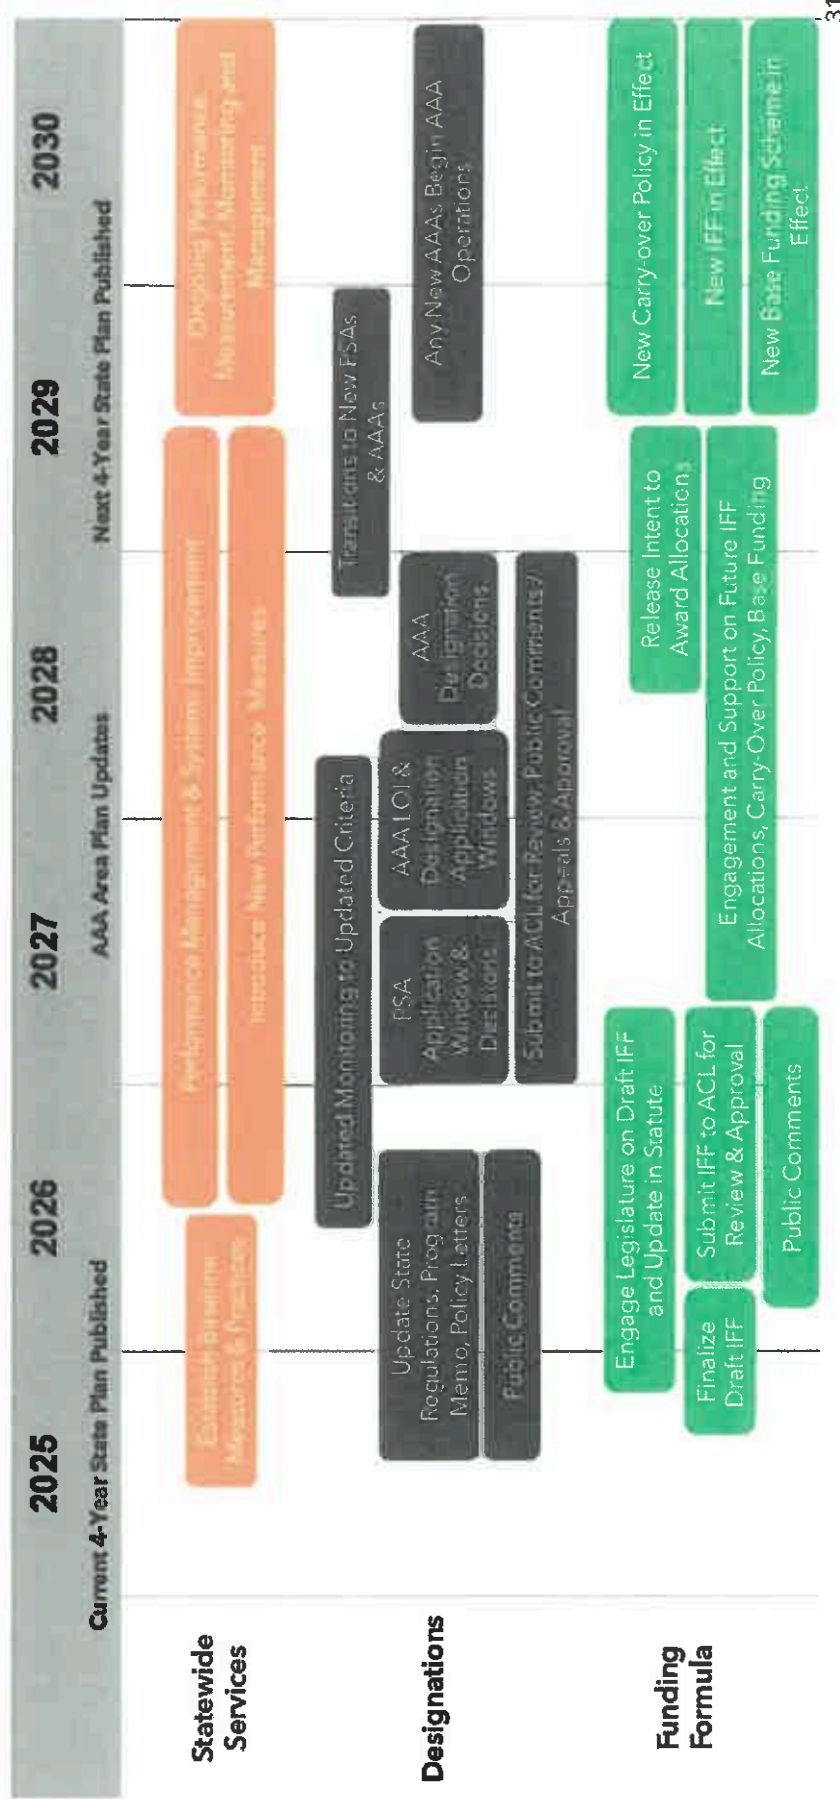 2025
2026
2027
2028
2029
2030
Current 4-Year State Plan Published
AAA Area Plan Updates
Next 4-Year State Plan Published
Statewide
Services
Establish Baseline
Measures & Practices
Performance Management & System Improvement
Introduce New Performance Measures
Ongoing Performance
Measurement, Monitoring and
Management
Designations
Updated Monitoring to Updated Criteria
Transitions to New PSAs
& AAAs
Update State
Regulations, Program
Memo, Policy Letters
PSA
Application
Window &
Decisions
AAA LOI &
Designation
Application
Windows
AAA
Designation
Decisions
Any New AAAs Begin AAA
Operations
Public Comments
Submit to ACL for Review, Public Comments /
Appeals & Approval
Funding
Formula
Engage Legislature on Draft IFF
and Update in Statute
Release Intent to
Award Allocations
New Carry-over Policy in Effect
Finalize
Draft IFF
Submit IFF to ACL for
Review & Approval
Engagement and Support on Future IFF
Allocations, Carry-Over Policy, Base Funding
New IFF in Effect
Public Comments
New Base Funding Scheme in
Effect
31